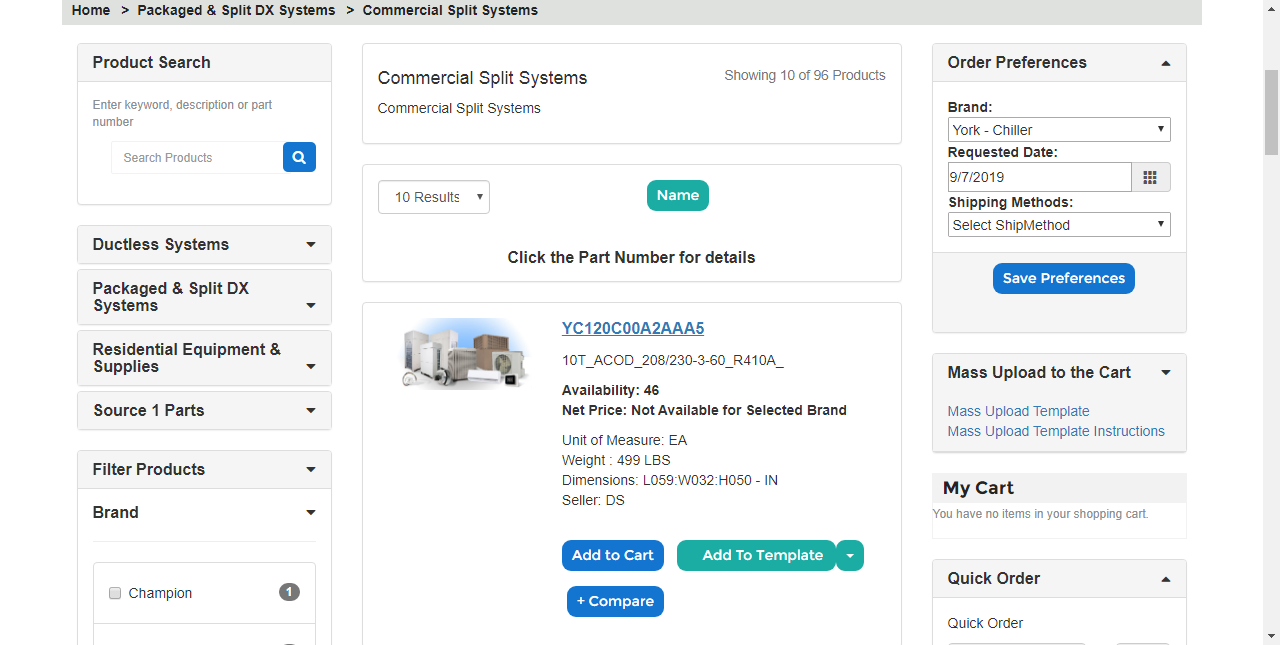 Home > Packaged & Split DX Systems > Commercial Split Systems
Product Search
Enter keyword, description or part
number
Search Products
Ductless Systems
Packaged & Split DX
Systems
Residential Equipment &
Supplies
Source 1 Parts
Filter Products
Brand
Champion 1
Commercial Split Systems
Showing 10 of 96 Products
Commercial Split Systems
10 Results
Name
Click the Part Number for details
YC120C00A2AAA5
10T_ACOD_208/230-3-60_R410A_
Availability: 46
Net Price: Not Available for Selected Brand
Unit of Measure: EA
Weight : 499 LBS
Dimensions: L059:W032:H050 - IN
Seller: DS
Add to Cart
Add To Template
+ Compare
Order Preferences
Brand:
York - Chiller
Requested Date:
9/7/2019
Shipping Methods:
Select ShipMethod
Save Preferences
Mass Upload to the Cart
Mass Upload Template
Mass Upload Template Instructions
My Cart
You have no items in your shopping cart.
Quick Order
Quick Order